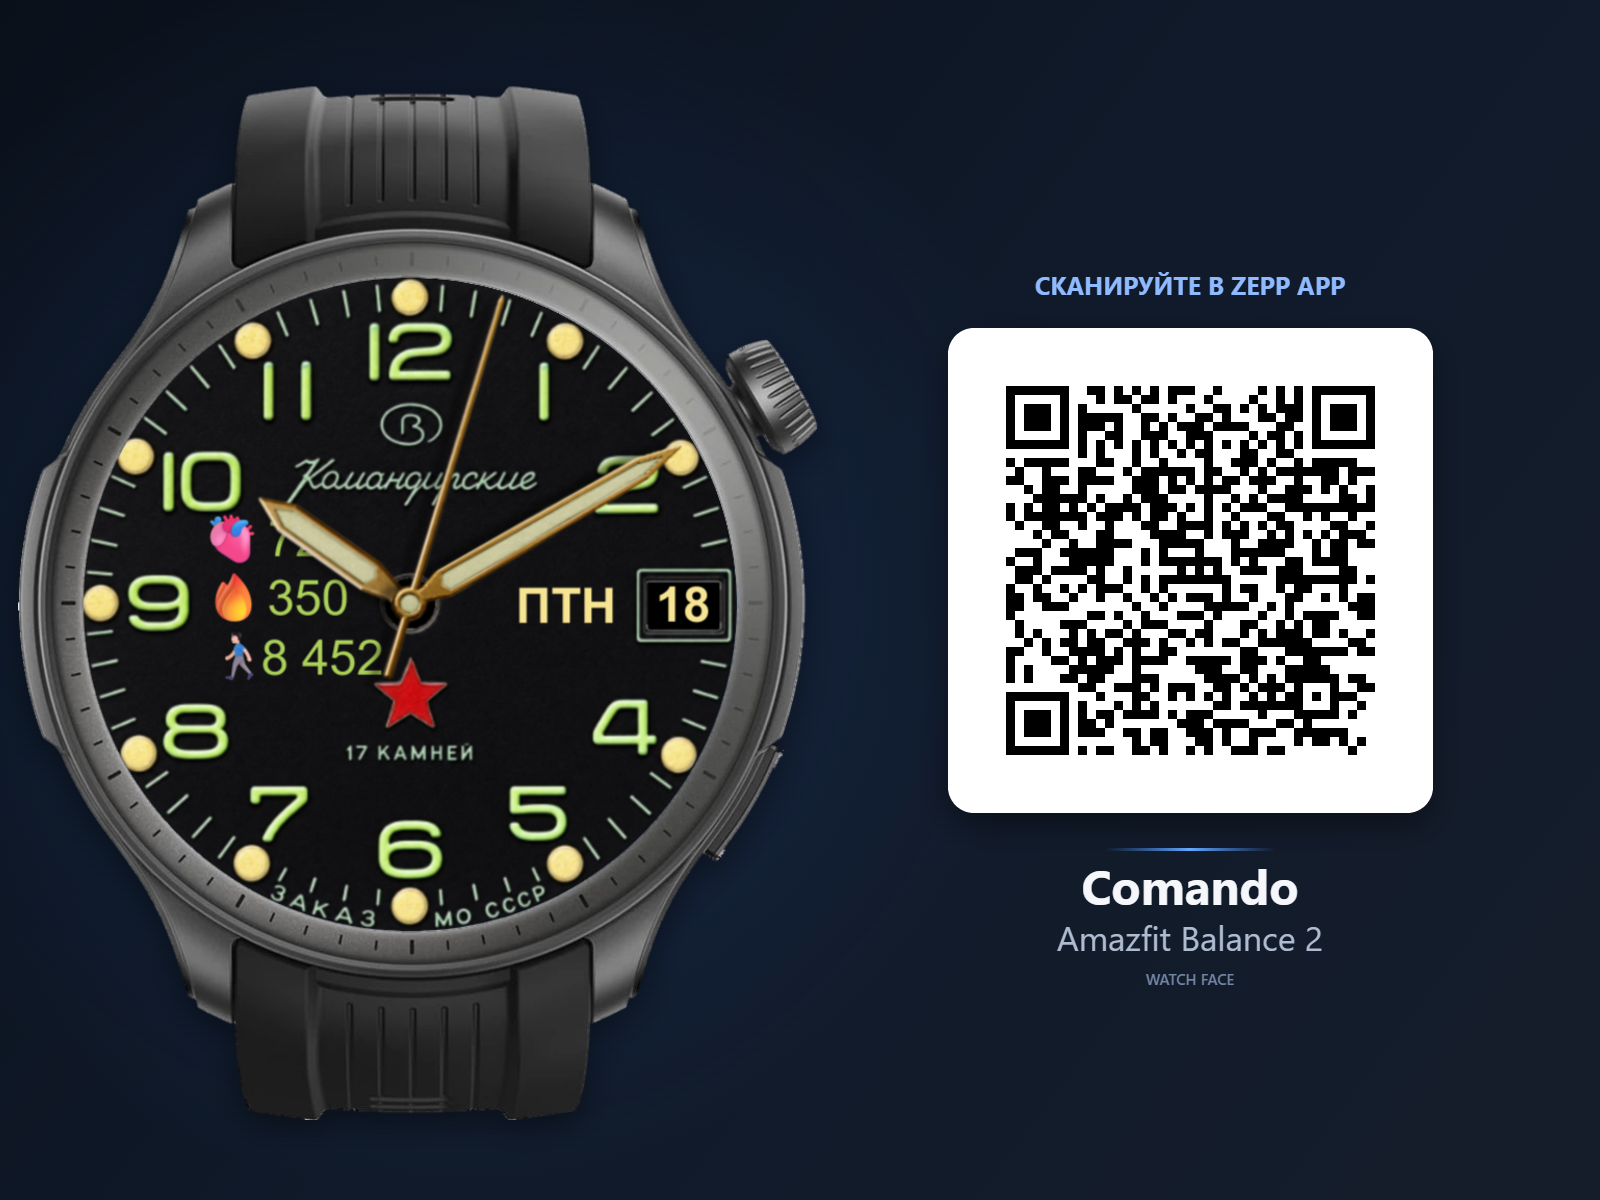 12
11
1
В
Командирские
10
2
72
9
350
ПТН
18
8 452
8
4
17 КАМНЕЙ
7
5
6
ЗАКАЗ МО СССР
СКАНИРУЙТЕ В ZEPP APP
Comando
Amazfit Balance 2
WATCH FACE